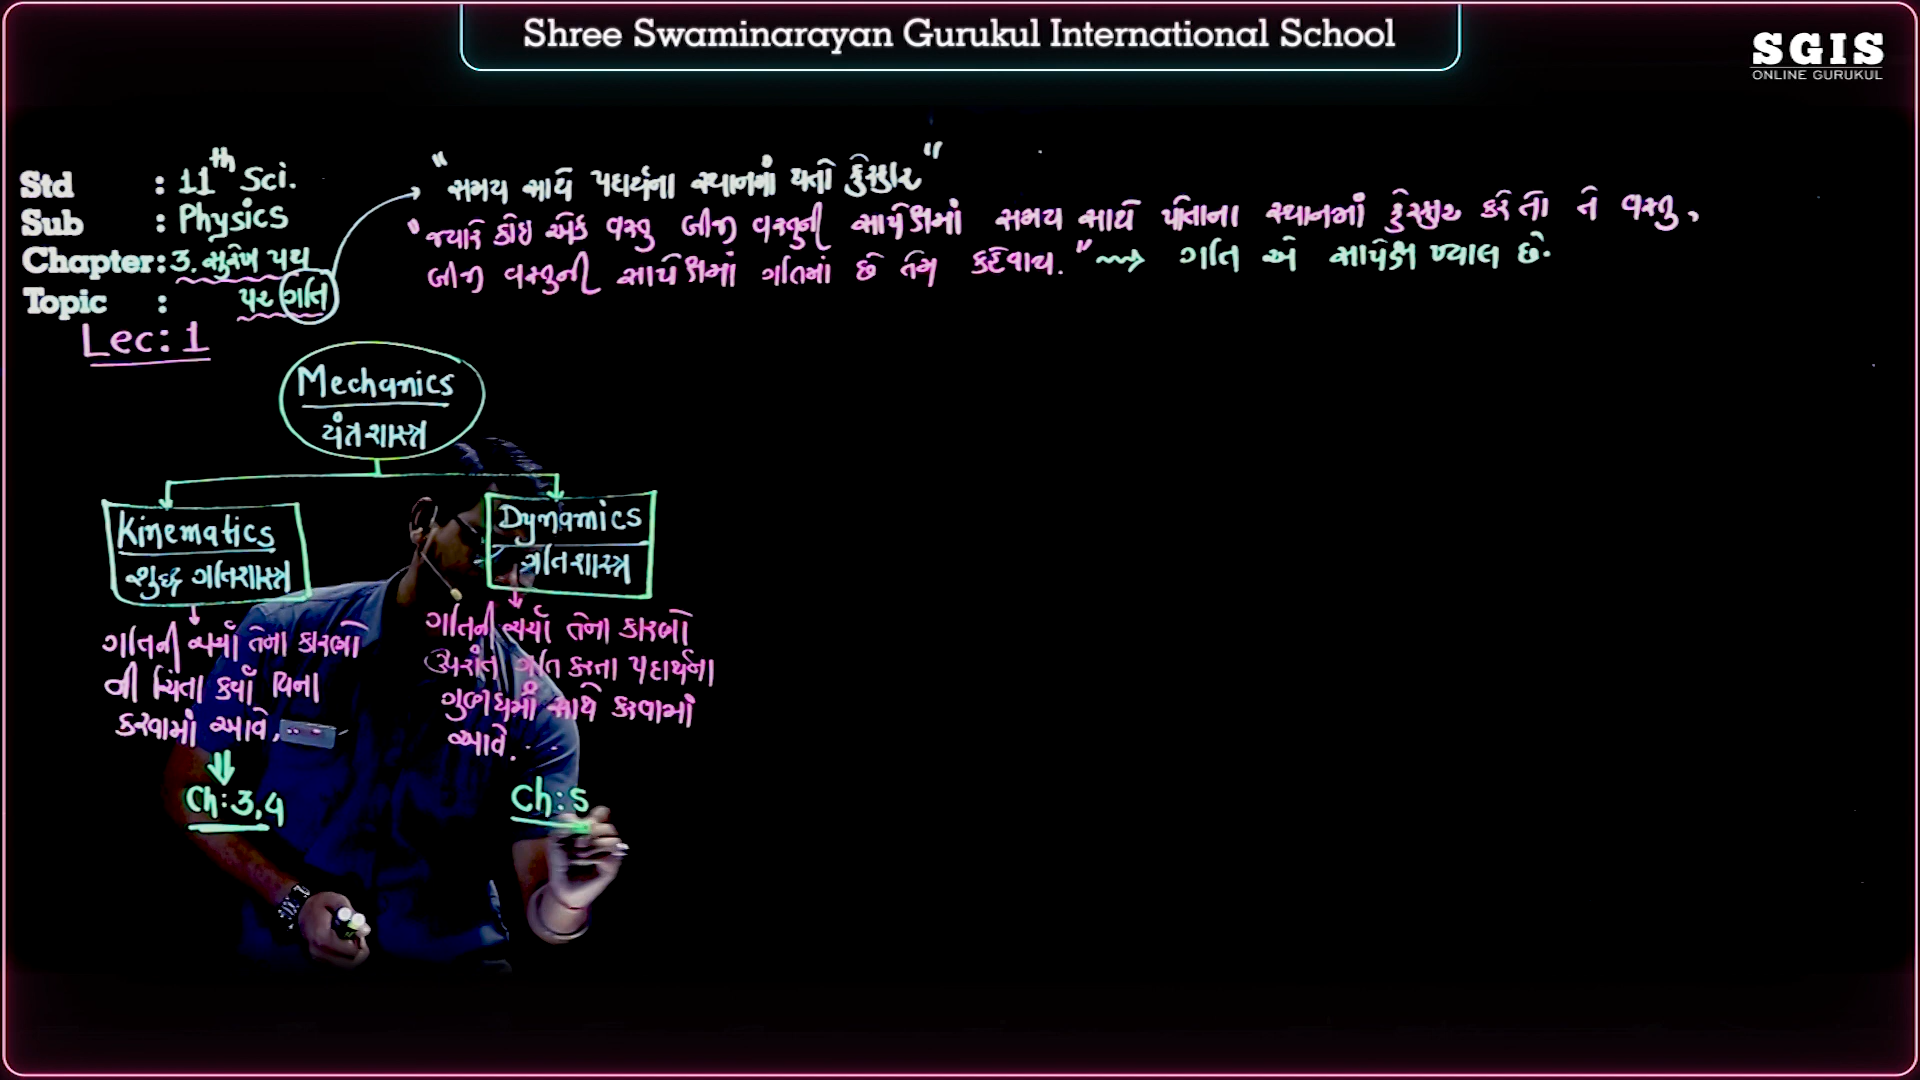 Shree Swaminarayan Gurukul International School
SGIS
ONLINE GURUKUL
Std : 11th Sci.
Sub : Physics
Chapter: 3. સુરેખ પથ
Topic : પર ગતિ
Lec: 1
"સમય સાથે પદાર્થના સ્થાનમાં થતો ફેરફાર"
"જ્યારે કોઇ એક વસ્તુ બીજી વસ્તુની સાપેક્ષમાં સમય સાથે પોતાના સ્થાનમાં ફેરફાર કરે તો તે વસ્તુ,
બીજી વસ્તુની સાપેક્ષમાં ગતિમાં છે તેમ કહેવાય." ⟿ ગતિ એ સાપેક્ષ ખ્યાલ છે.
Mechanics
યંત્રશાસ્ત્ર
Kinematics
શુદ્ધ ગતિશાસ્ત્ર
ગતિની ચર્ચા તેના કારણો
ની ચિંતા કર્યા વિના
કરવામાં આવે,...
Ch: 3,4
Dynamics
ગતિશાસ્ત્ર
ગતિની ચર્ચા તેના કારણો
ઉપરાંત ગતિ કરતા પદાર્થના
ગુણધર્મો સાથે કરવામાં
આવે...
Ch: 5